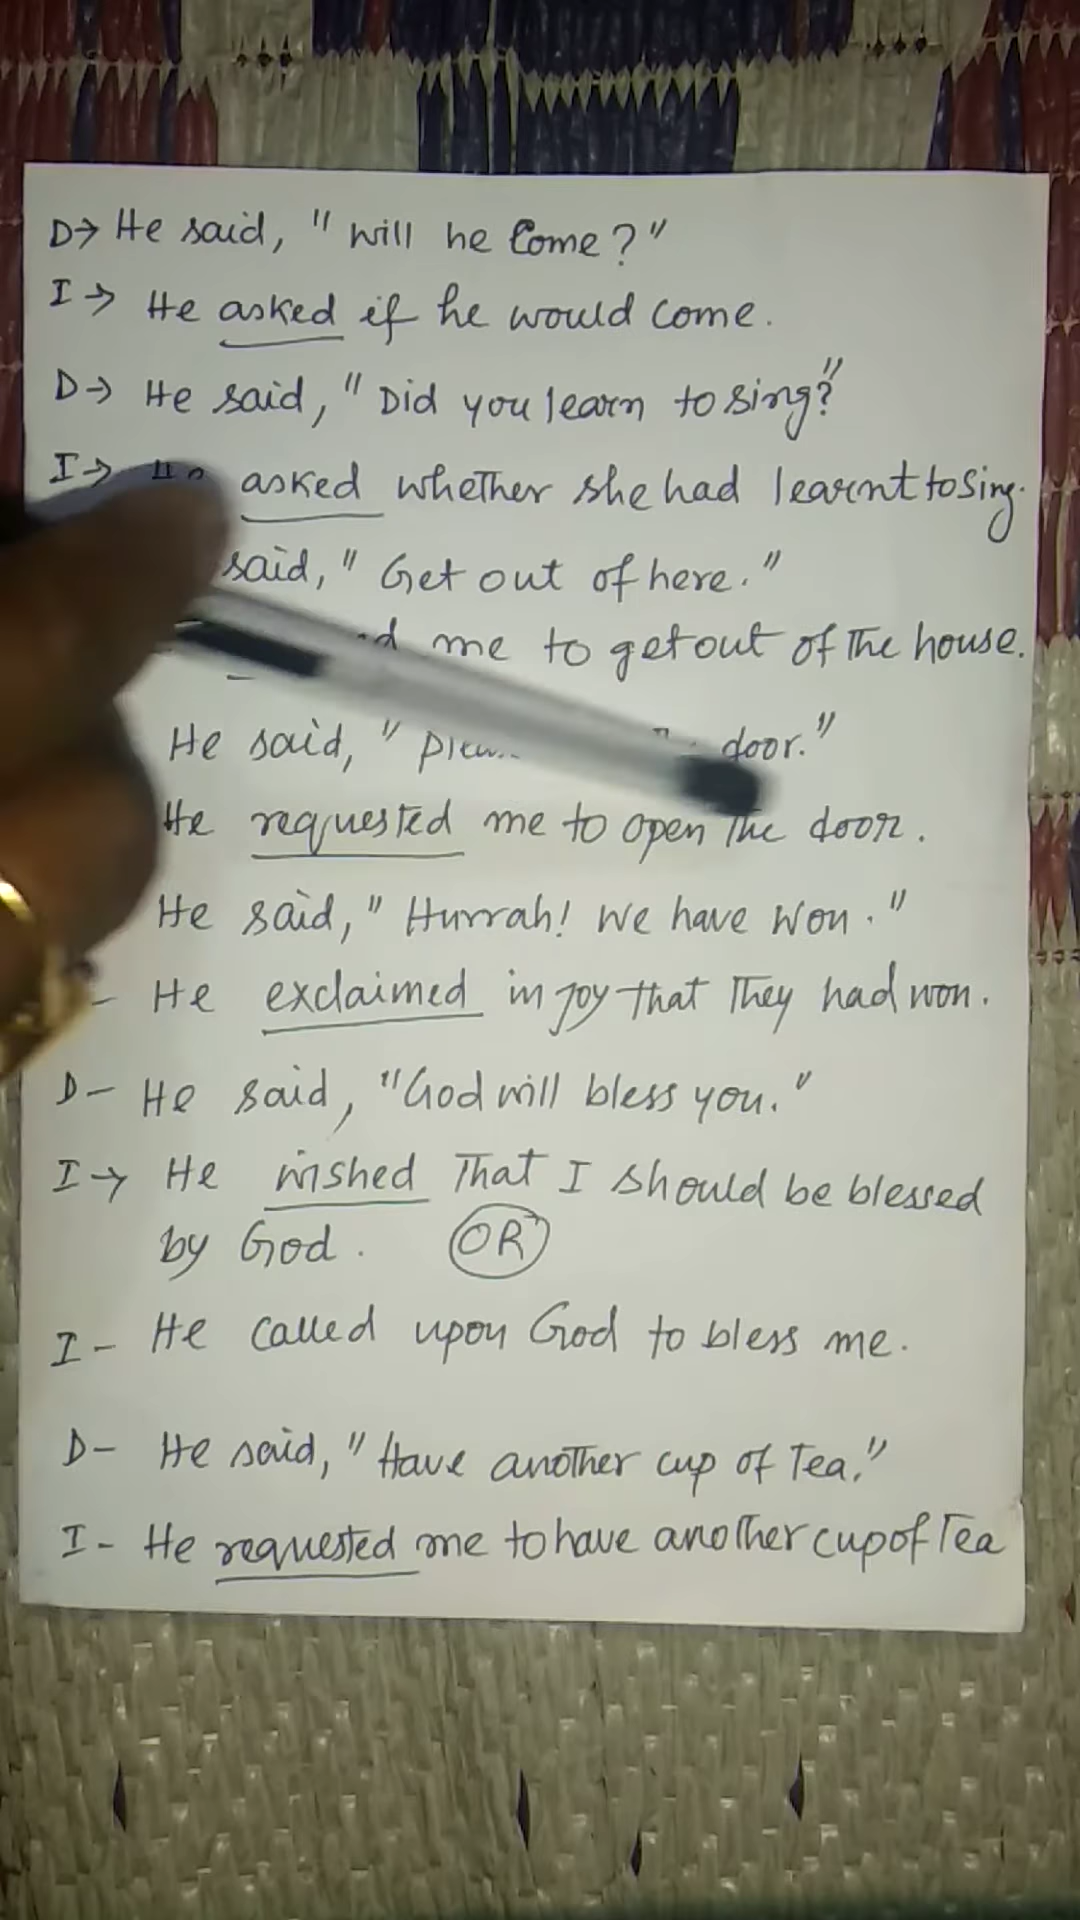 D→ He said, "Will he Come?"
I→ He asked if he would come.
D→ He said, "Did you learn to sing?"
I→ asked whether she had learnt to Sing.
said, "Get out of here."
me to get out of The house.
He said, " door."
He requested me to open The door.
He said, "Hurrah! We have won."
- He exclaimed in joy that They had won.
D- He said, "God will bless you."
I→ He wished That I should be blessed
by God. OR
I- He called upon God to bless me.
D- He said, "Have another cup of Tea."
I- He requested me to have another cup of Tea